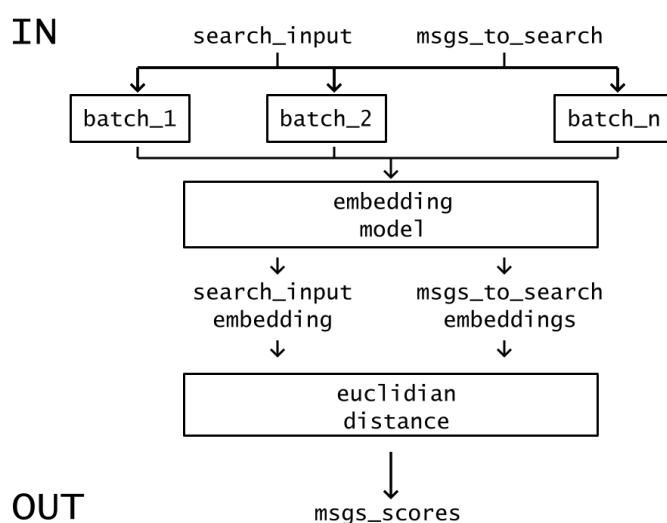 IN
search_input msgs_to_search
batch_1 batch_2 batch_n
embedding
model
search_input msgs_to_search
embedding embeddings
euclidian
distance
OUT
msgs_scores